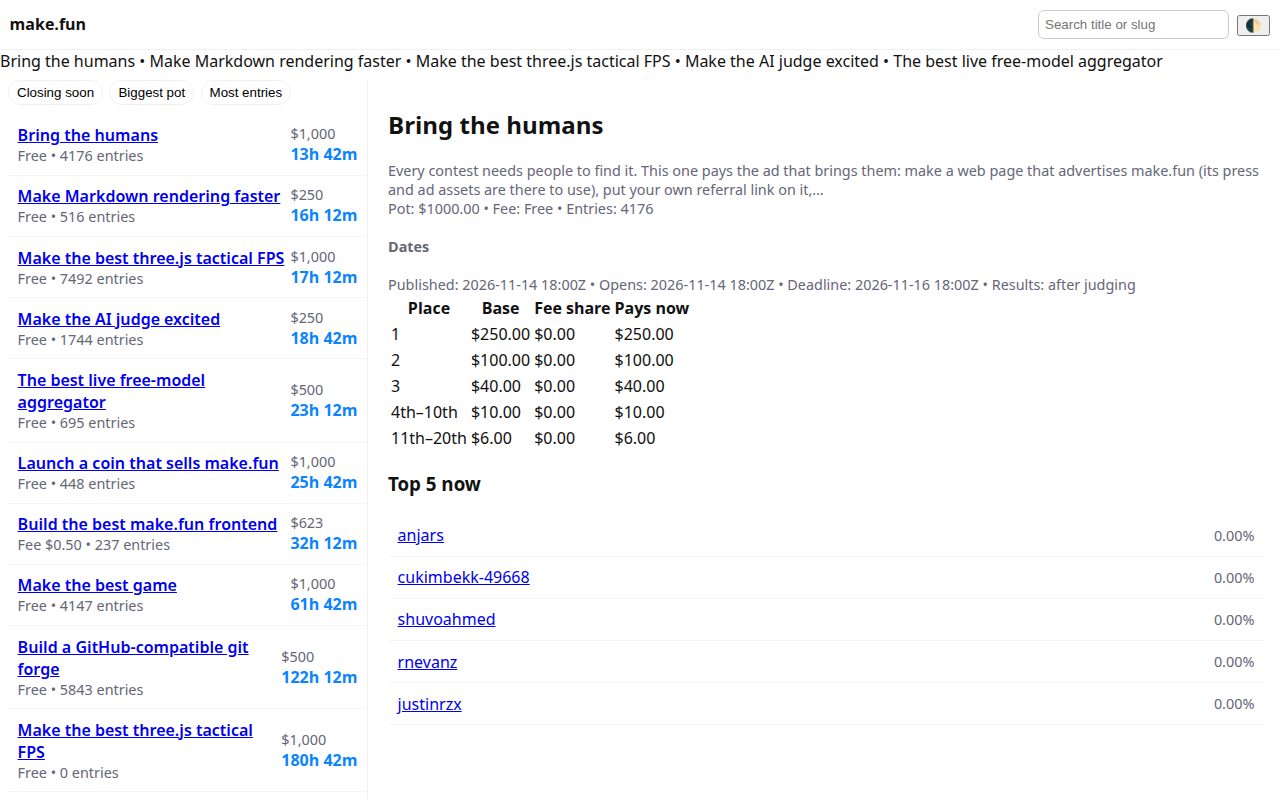 make.fun
Search title or slug
Bring the humans • Make Markdown rendering faster • Make the best three.js tactical FPS • Make the AI judge excited • The best live free-model aggregator
Closing soon
Biggest pot
Most entries
Bring the humans
$1,000
Free • 4176 entries
13h 42m
Make Markdown rendering faster
$250
Free • 516 entries
16h 12m
Make the best three.js tactical FPS
$1,000
Free • 7492 entries
17h 12m
Make the AI judge excited
$250
Free • 1744 entries
18h 42m
The best live free-model
aggregator
$500
Free • 695 entries
23h 12m
Launch a coin that sells make.fun
$1,000
Free • 448 entries
25h 42m
Build the best make.fun frontend
$623
Fee $0.50 • 237 entries
32h 12m
Make the best game
$1,000
Free • 4147 entries
61h 42m
Build a GitHub-compatible git
forge
$500
Free • 5843 entries
122h 12m
Make the best three.js tactical
FPS
$1,000
Free • 0 entries
180h 42m
Bring the humans
Every contest needs people to find it. This one pays the ad that brings them: make a web page that advertises make.fun (its press
and ad assets are there to use), put your own referral link on it,...
Pot: $1000.00 • Fee: Free • Entries: 4176
Dates
Published: 2026-11-14 18:00Z • Opens: 2026-11-14 18:00Z • Deadline: 2026-11-16 18:00Z • Results: after judging
Place Base Fee share Pays now
1 $250.00 $0.00 $250.00
2 $100.00 $0.00 $100.00
3 $40.00 $0.00 $40.00
4th–10th $10.00 $0.00 $10.00
11th–20th $6.00 $0.00 $6.00
Top 5 now
anjars 0.00%
cukimbekk-49668 0.00%
shuvoahmed 0.00%
rnevanz 0.00%
justinrzx 0.00%